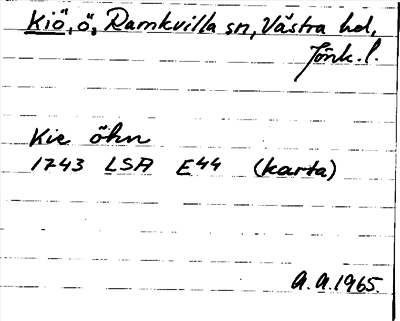 Kiö, ö, Ramkvilla sn, Västra hd,
Jönk. l.
Kie öhn
1743 LSA E44 (karta)
A.A.1965.